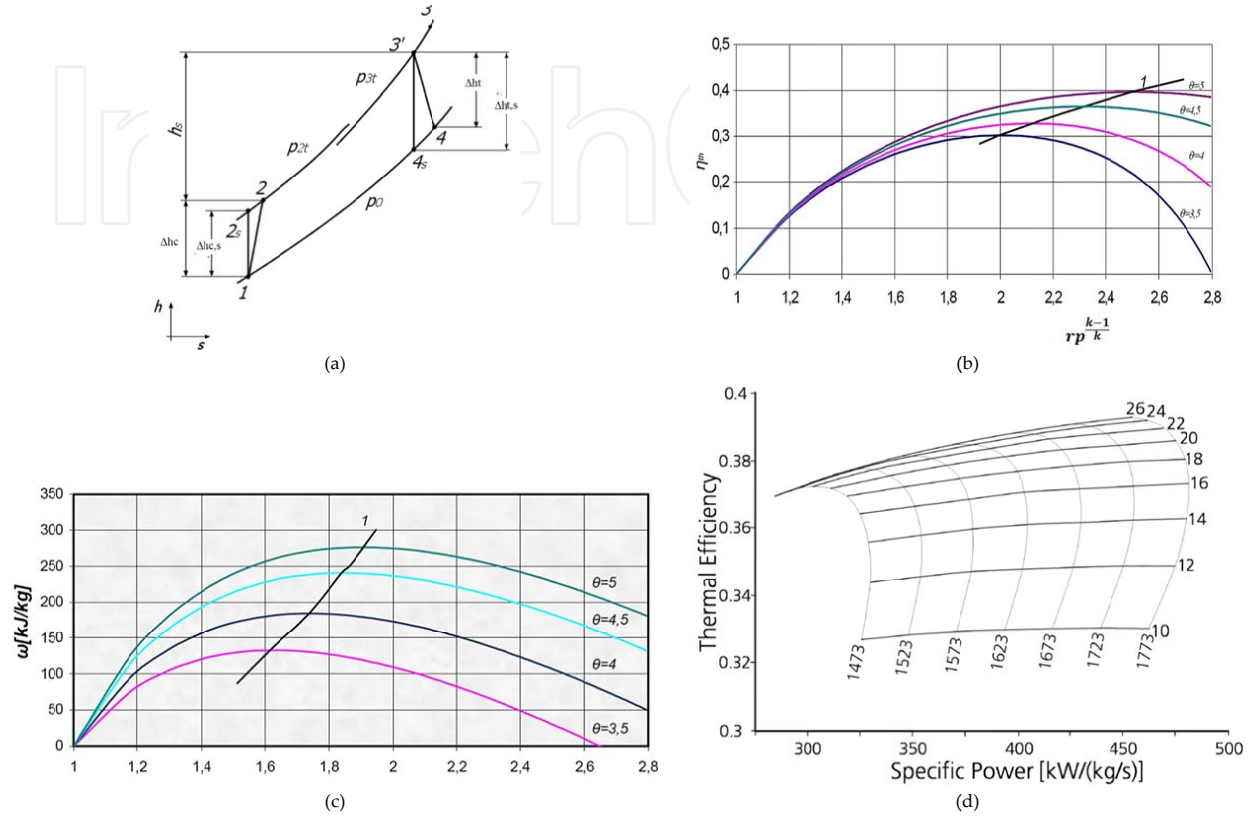 3
3'
p3t
Δht
Δht,s
hs
p2t
4
4s
2
p0
Δhc
Δhc,s
2s
1
h
s
(a)
0,5
0,4
0,3
0,2
0,1
0
ηth
1
θ=5
θ=4,5
θ=4
θ=3,5
1 1,2 1,4 1,6 1,8 2 2,2 2,4 2,6 2,8
rp k-1
k
(b)
350
300
250
200
150
100
50
0
ω[kJ/kg]
1
θ=5
θ=4,5
θ=4
θ=3,5
1 1,2 1,4 1,6 1,8 2 2,2 2,4 2,6 2,8
(c)
0.4
0.38
0.36
0.34
0.32
0.3
Thermal Efficiency
26 24
22
20
18
16
14
12
10
1473 1523 1573 1623 1673 1723 1773
300 350 400 450 500
Specific Power [kW/(kg/s)]
(d)